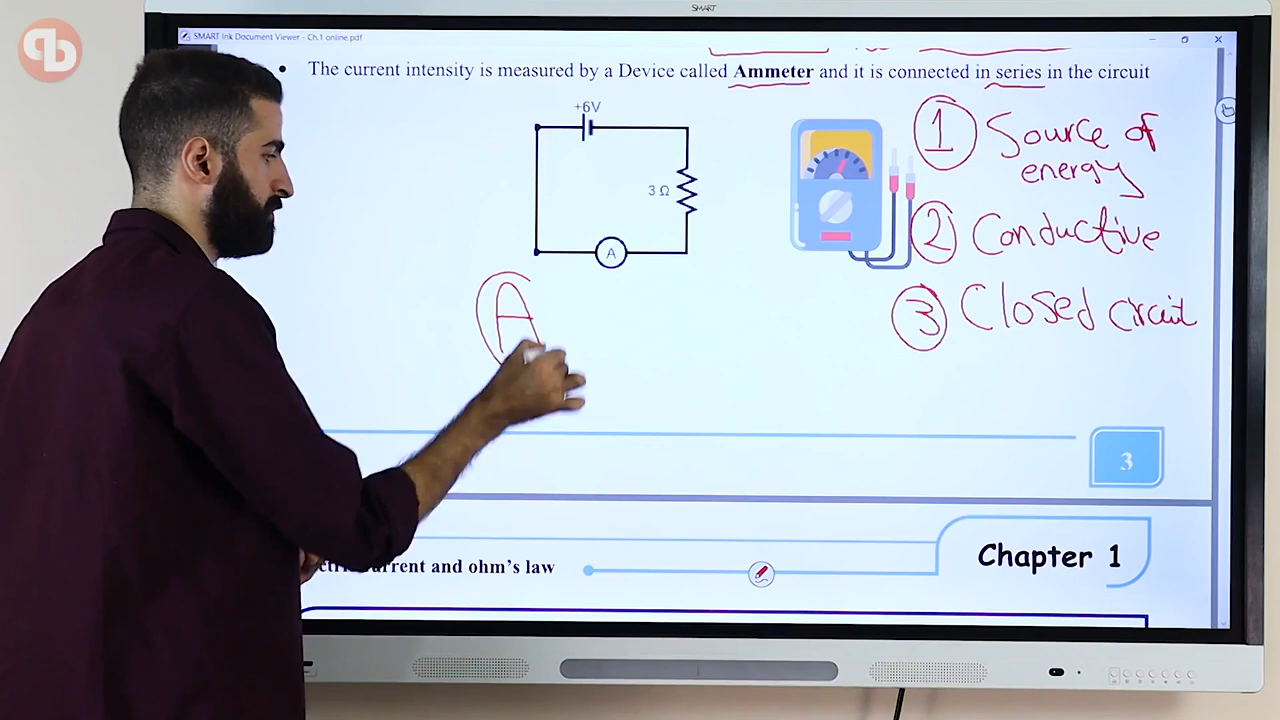 SMART
pb
SMART Ink Document Viewer - Ch.1 online.pdf
• The current intensity is measured by a Device called Ammeter and it is connected in series in the circuit
+6V
3 Ω
A
1 Source of
energy
2 Conductive
3 Closed circuit
A
3
Current and ohm's law
Chapter 1